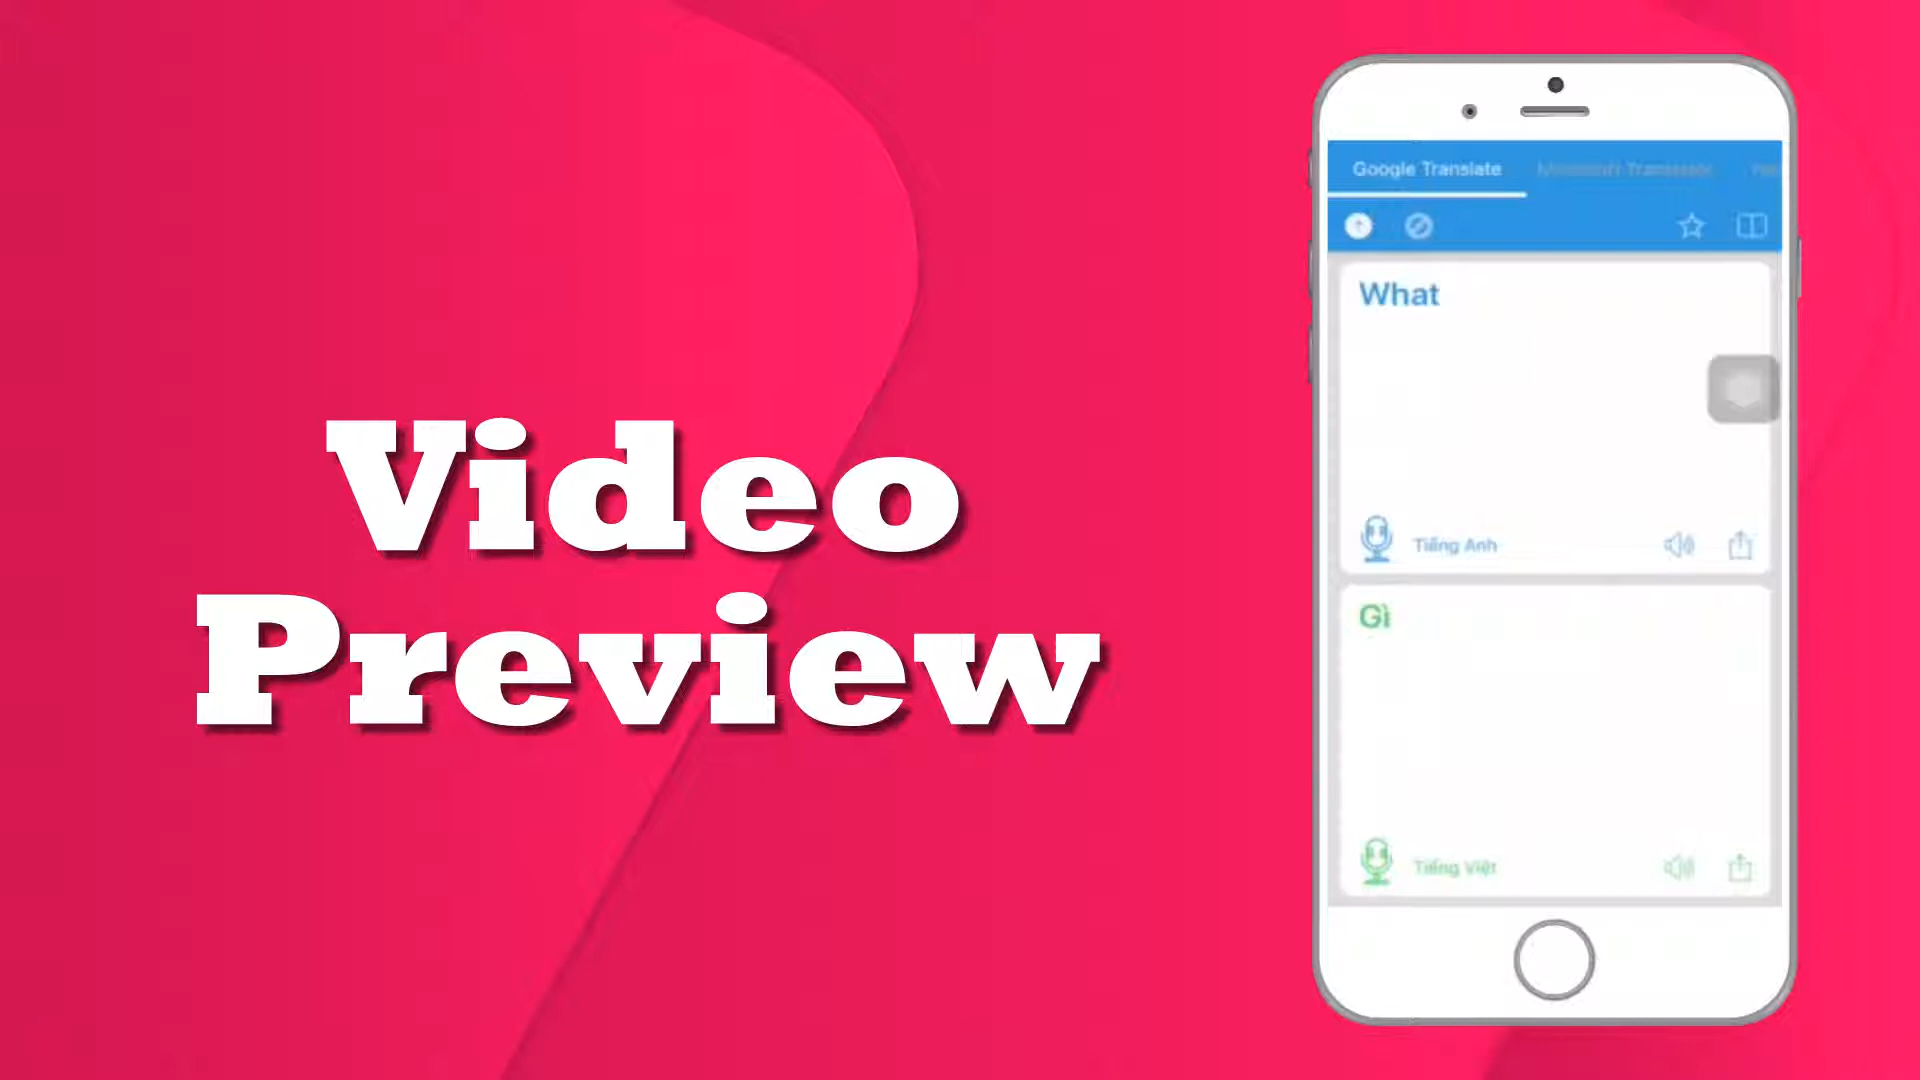 Video
Preview
Google Translate
What
Tiếng Anh
Gì
Tiếng Việt